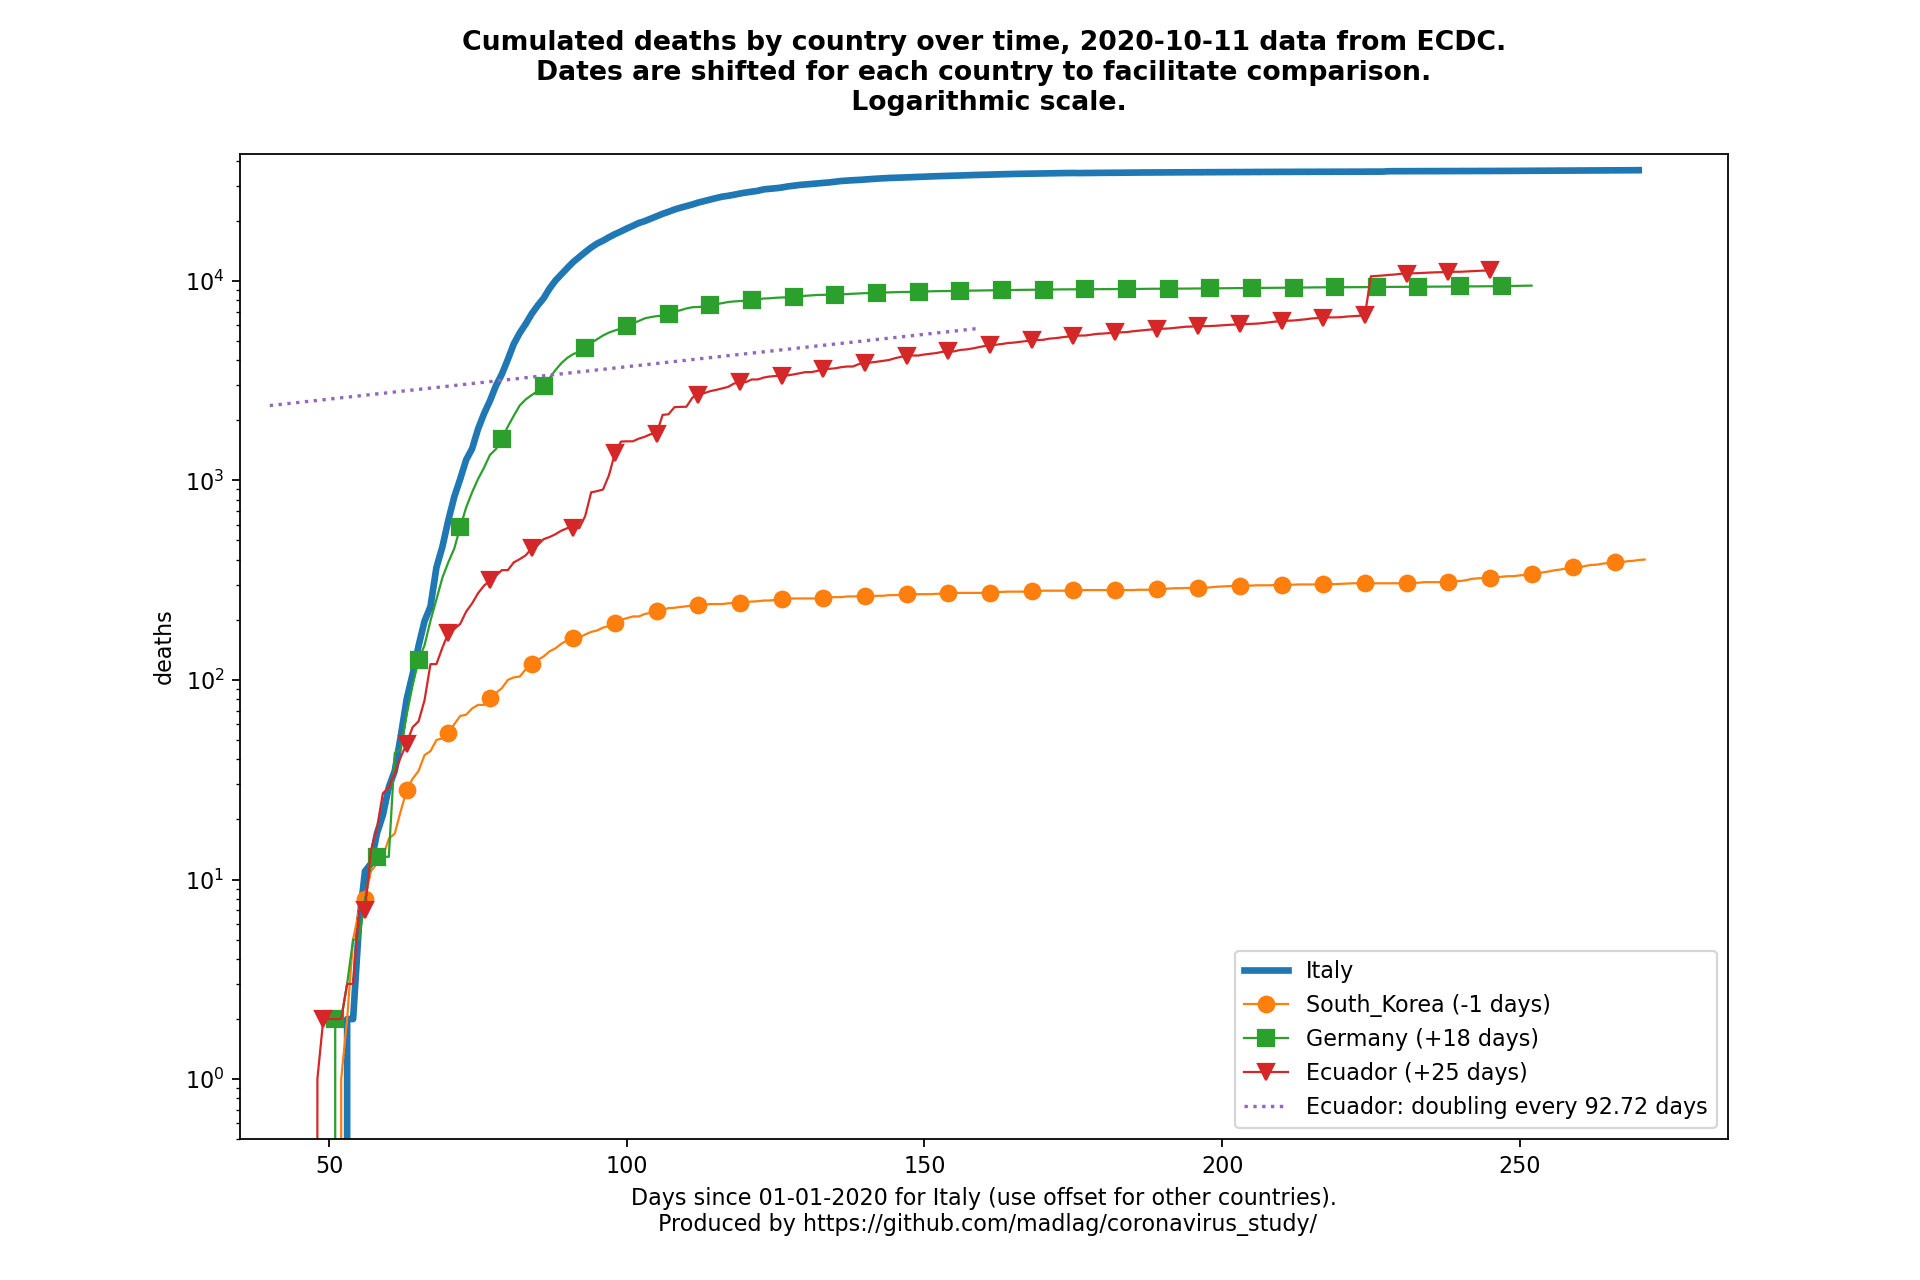 Cumulated deaths by country over time, 2020-10-11 data from ECDC.
Dates are shifted for each country to facilitate comparison.
Logarithmic scale.
10^4
10^3
10^2
10^1
10^0
deaths
Italy
South_Korea (-1 days)
Germany (+18 days)
Ecuador (+25 days)
Ecuador: doubling every 92.72 days
50 100 150 200 250
Days since 01-01-2020 for Italy (use offset for other countries).
Produced by https://github.com/madlag/coronavirus_study/